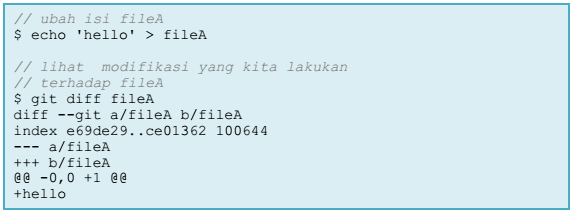 // ubah isi fileA
$ echo 'hello' > fileA

// lihat  modifikasi yang kita lakukan
// terhadap fileA
$ git diff fileA
diff --git a/fileA b/fileA
index e69de29..ce01362 100644
--- a/fileA
+++ b/fileA
@@ -0,0 +1 @@
+hello